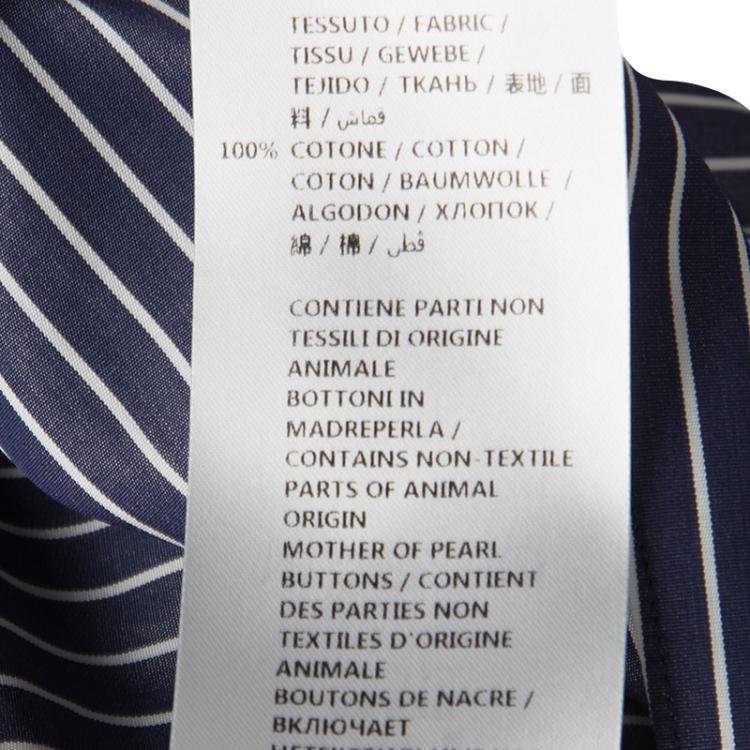 TESSUTO / FABRIC /
TISSU / GEWEBE /
TEJIDO / ТКАНЬ / 表地 / 面
料 / قماش
100% COTONE / COTTON /
COTON / BAUMWOLLE /
ALGODON / ХЛОПОК /
綿 / 棉 / قطن
CONTIENE PARTI NON
TESSILI DI ORIGINE
ANIMALE
BOTTONI IN
MADREPERLA /
CONTAINS NON-TEXTILE
PARTS OF ANIMAL
ORIGIN
MOTHER OF PEARL
BUTTONS / CONTIENT
DES PARTIES NON
TEXTILES D'ORIGINE
ANIMALE
BOUTONS DE NACRE /
ВКЛЮЧАЕТ